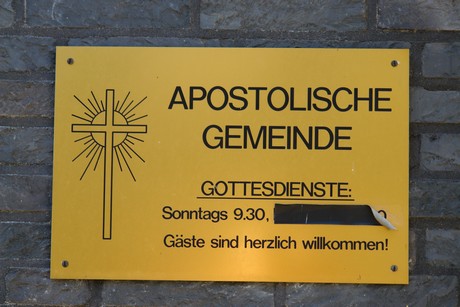 APOSTOLISCHE
GEMEINDE
GOTTESDIENSTE:
Sonntags 9.30,
Gäste sind herzlich willkommen!